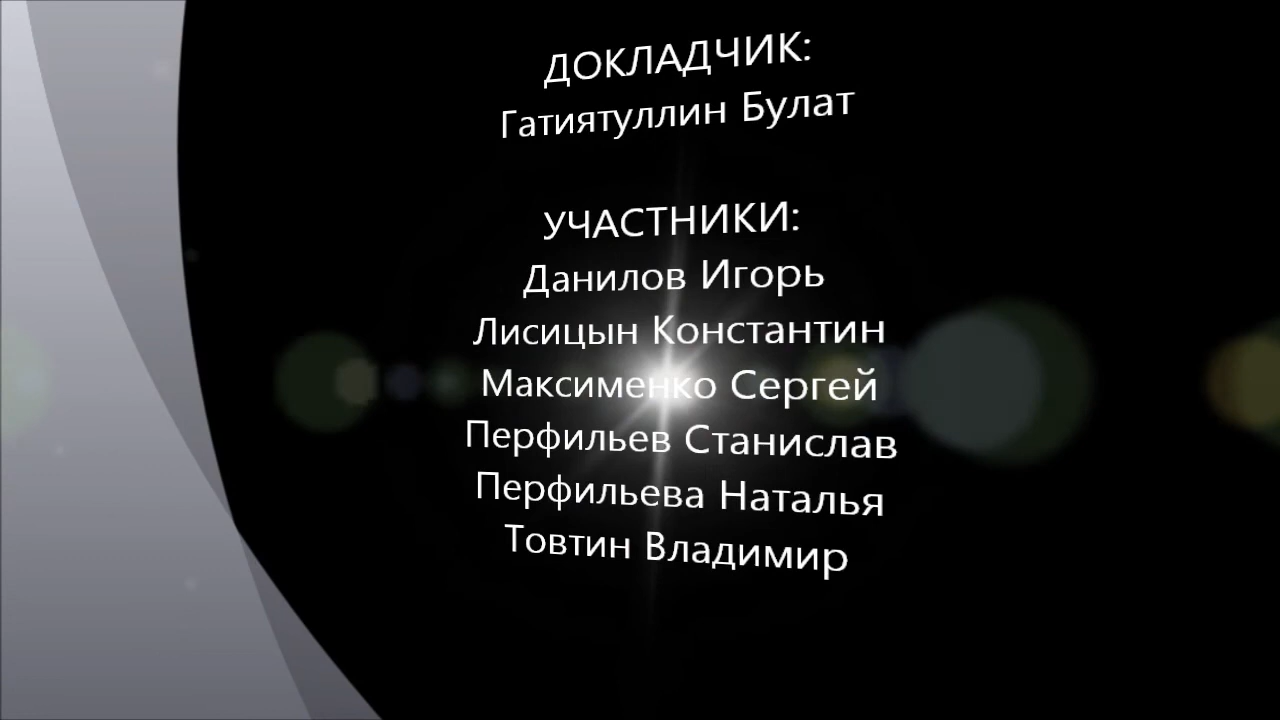 ДОКЛАДЧИК:
Гатиятуллин Булат
УЧАСТНИКИ:
Данилов Игорь
Лисицын Константин
Максименко Сергей
Перфильев Станислав
Перфильева Наталья
Товтин Владимир